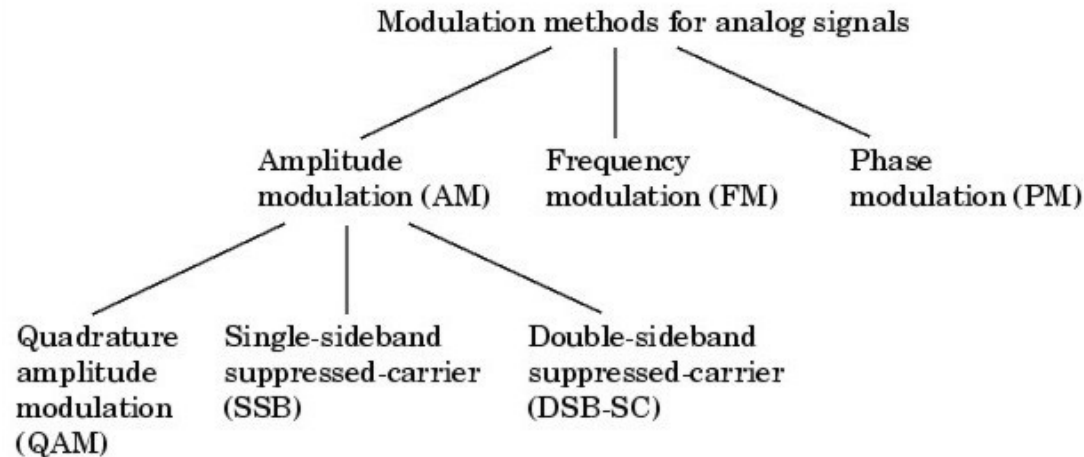 Modulation methods for analog signals
Amplitude
modulation (AM)
Frequency
modulation (FM)
Phase
modulation (PM)
Quadrature
amplitude
modulation
(QAM)
Single-sideband
suppressed-carrier
(SSB)
Double-sideband
suppressed-carrier
(DSB-SC)